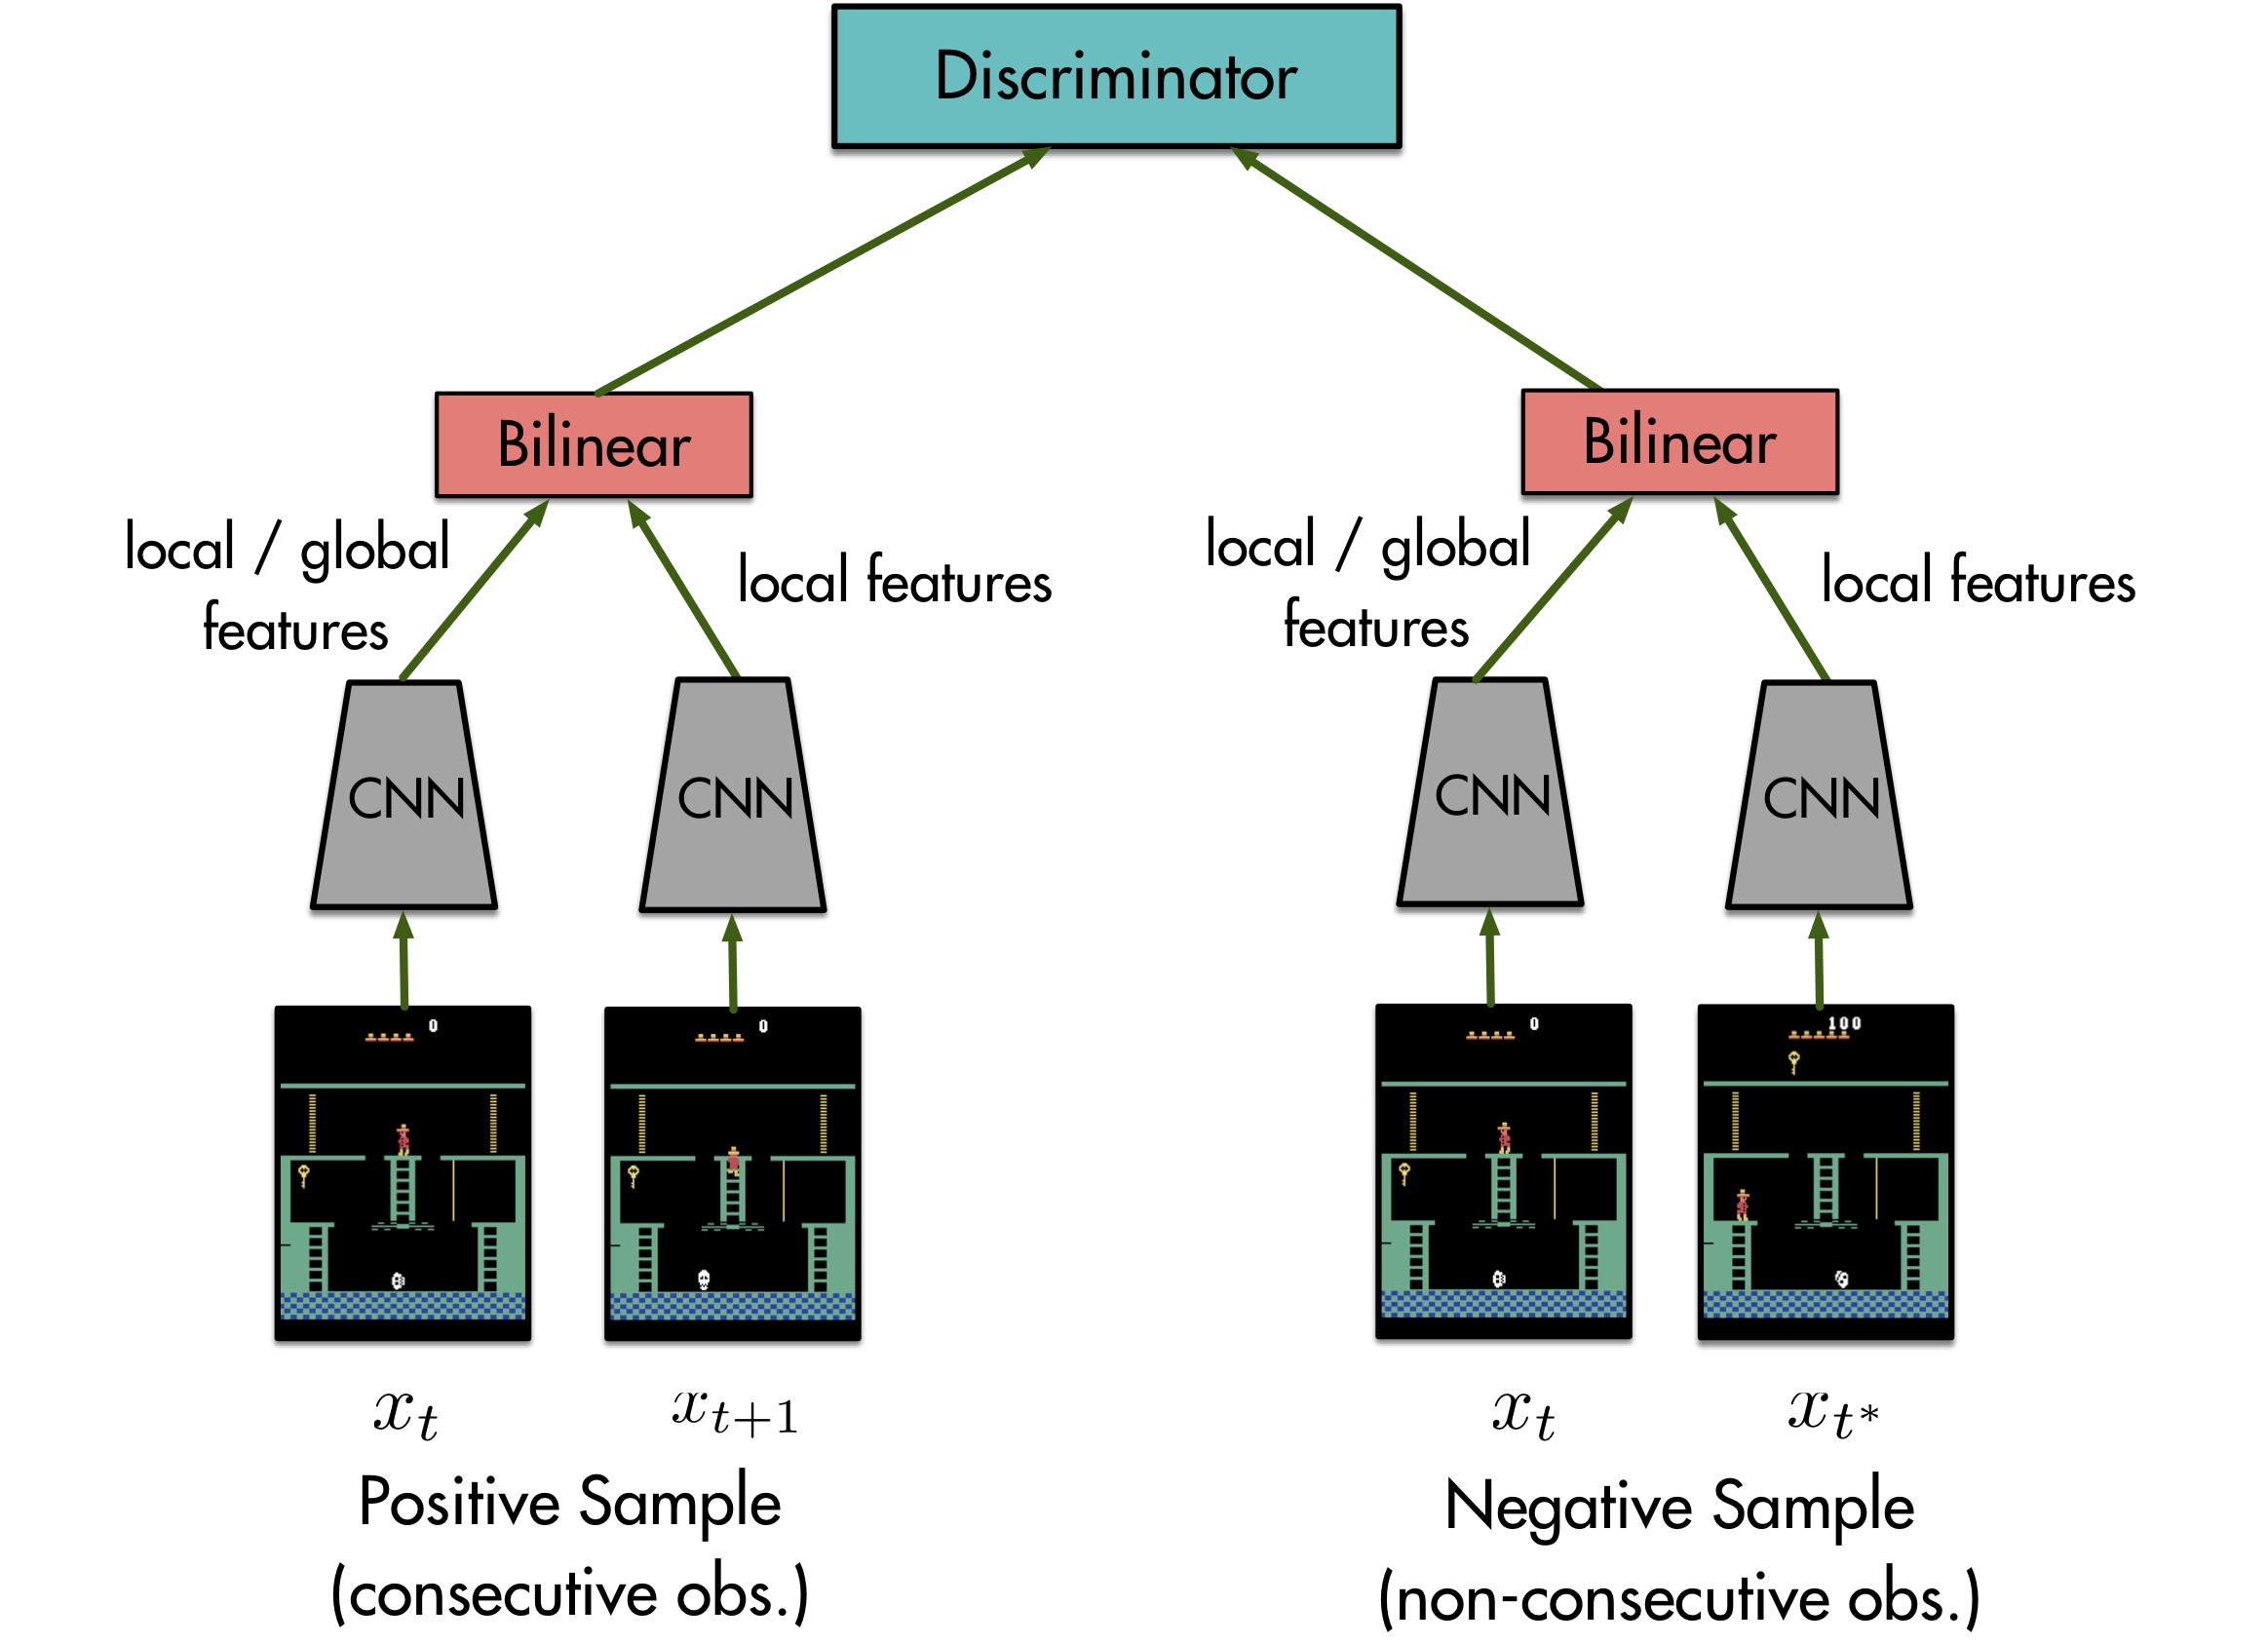 Discriminator
Bilinear
Bilinear
local / global
features
local features
local / global
features
local features
CNN
CNN
CNN
CNN
0
0
0
100
x_t
x_{t+1}
x_t
x_{t*}
Positive Sample
(consecutive obs.)
Negative Sample
(non-consecutive obs.)